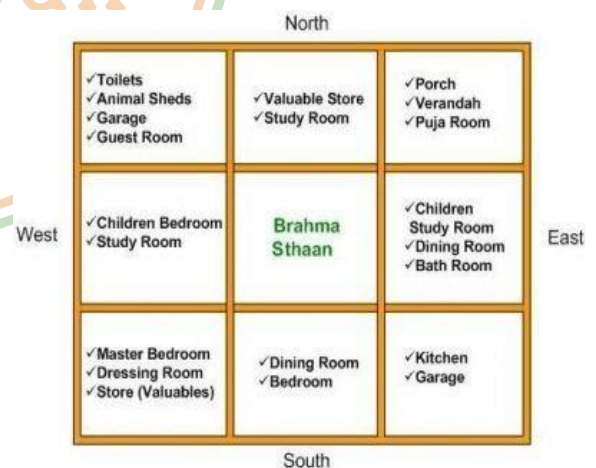 North
✓Toilets
✓Animal Sheds
✓Garage
✓Guest Room
✓Valuable Store
✓Study Room
✓Porch
✓Verandah
✓Puja Room
West
✓Children Bedroom
✓Study Room
Brahma
Sthaan
✓Children
Study Room
✓Dining Room
✓Bath Room
East
✓Master Bedroom
✓Dressing Room
✓Store (Valuables)
✓Dining Room
✓Bedroom
✓Kitchen
✓Garage
South